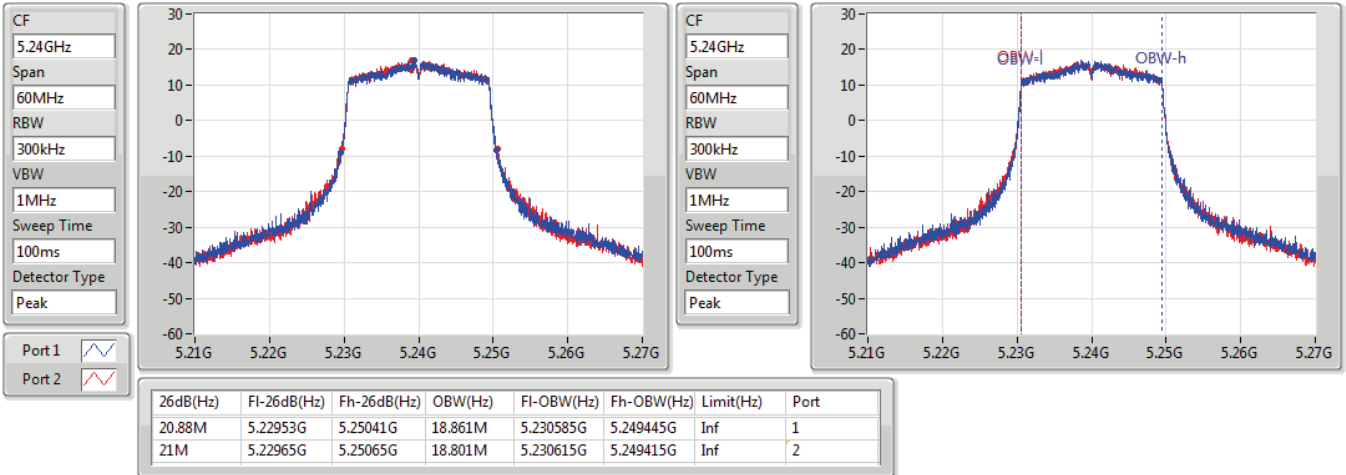 CF
5.24GHz
Span
60MHz
RBW
300kHz
VBW
1MHz
Sweep Time
100ms
Detector Type
Peak
Port 1
Port 2
30
20
10
0
-10
-20
-30
-40
-50
-60
5.21G 5.22G 5.23G 5.24G 5.25G 5.26G 5.27G
CF
5.24GHz
Span
60MHz
RBW
300kHz
VBW
1MHz
Sweep Time
100ms
Detector Type
Peak
30
20
10
0
-10
-20
-30
-40
-50
-60
OBW-l OBW-h
5.21G 5.22G 5.23G 5.24G 5.25G 5.26G 5.27G
26dB(Hz) Fl-26dB(Hz) Fh-26dB(Hz) OBW(Hz) Fl-OBW(Hz) Fh-OBW(Hz) Limit(Hz) Port
20.88M 5.22953G 5.25041G 18.861M 5.230585G 5.249445G Inf 1
21M 5.22965G 5.25065G 18.801M 5.230615G 5.249415G Inf 2